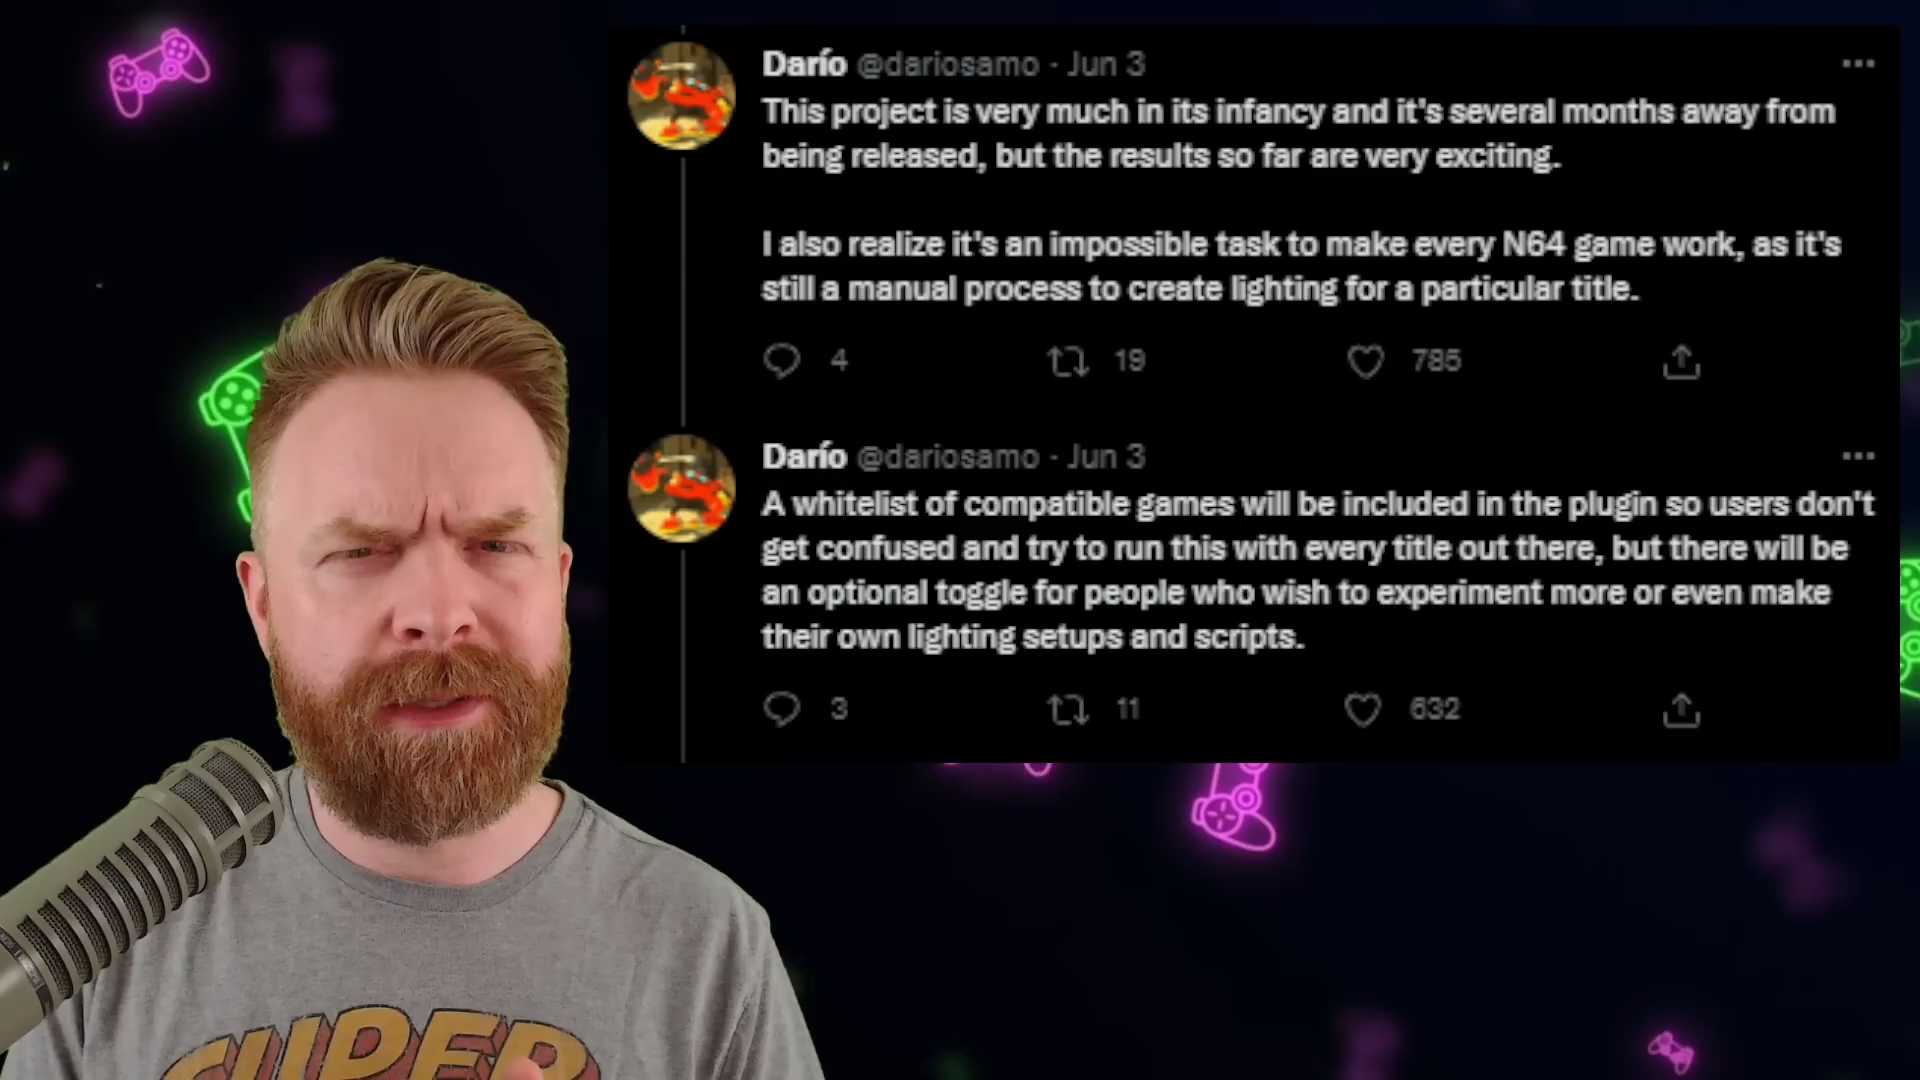 Darío @dariosamo · Jun 3
This project is very much in its infancy and it's several months away from
being released, but the results so far are very exciting.
I also realize it's an impossible task to make every N64 game work, as it's
still a manual process to create lighting for a particular title.
4 19 785
Darío @dariosamo · Jun 3
A whitelist of compatible games will be included in the plugin so users don't
get confused and try to run this with every title out there, but there will be
an optional toggle for people who wish to experiment more or even make
their own lighting setups and scripts.
3 11 632
SUPER